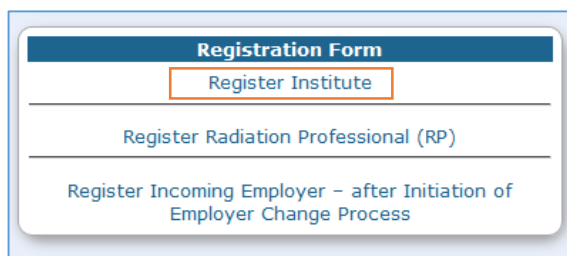 Registration Form
Register Institute
Register Radiation Professional (RP)
Register Incoming Employer – after Initiation of
Employer Change Process